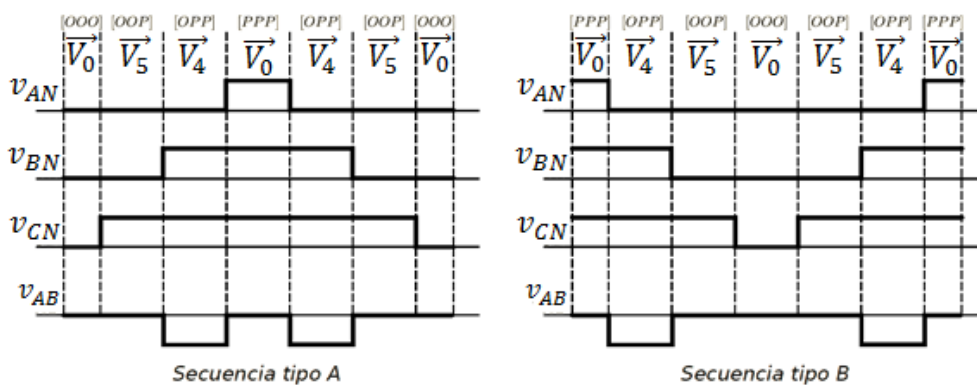 [OOO] [OOP] [OPP] [PPP] [OPP] [OOP] [OOO]
V0 V5 V4 V0 V4 V5 V0
vAN
vBN
vCN
vAB
Secuencia tipo A
[PPP] [OPP] [OOP] [OOO] [OOP] [OPP] [PPP]
V0 V4 V5 V0 V5 V4 V0
vAN
vBN
vCN
vAB
Secuencia tipo B